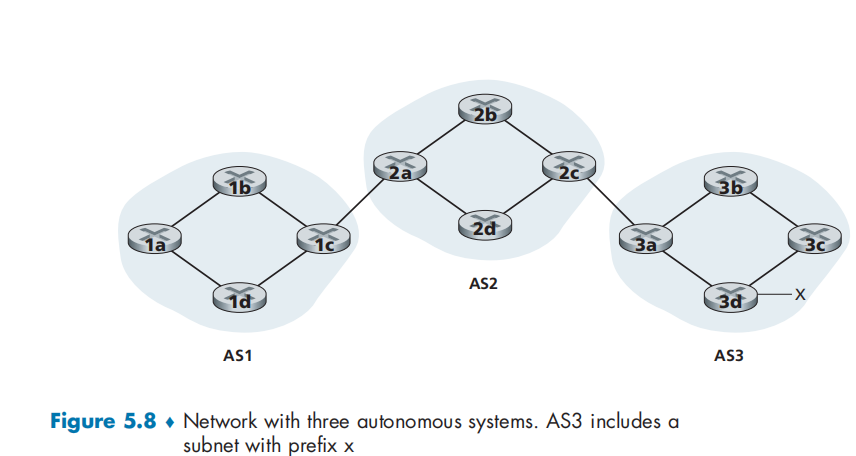 2b
2a
2c
2d
1b
1a
1c
1d
3b
3a
3c
3d
X
AS2
AS1
AS3
Figure 5.8 ♦ Network with three autonomous systems. AS3 includes a
subnet with prefix x